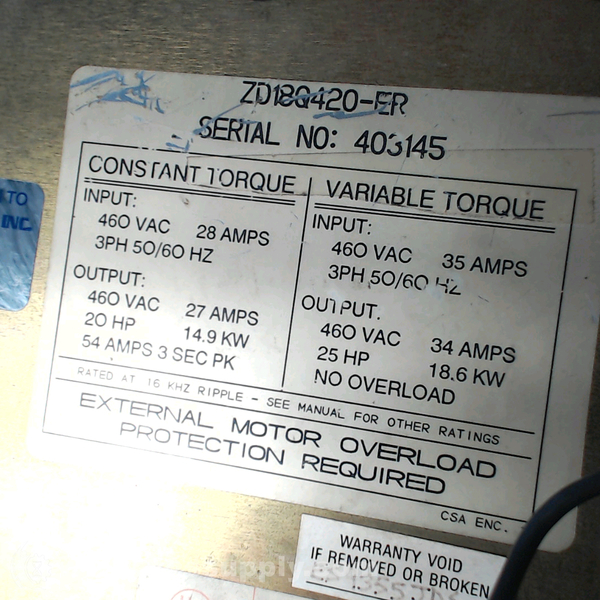 ZD18Q420-ER
SERIAL NO: 403145
CONSTANT TORQUE
INPUT:
460 VAC 28 AMPS
3PH 50/60 HZ
OUTPUT:
460 VAC 27 AMPS
20 HP 14.9 KW
54 AMPS 3 SEC PK
VARIABLE TORQUE
INPUT:
460 VAC 35 AMPS
3PH 50/60 HZ
OUTPUT.
460 VAC 34 AMPS
25 HP 18.6 KW
NO OVERLOAD
RATED AT 16 KHZ RIPPLE - SEE MANUAL FOR OTHER RATINGS
EXTERNAL MOTOR OVERLOAD
PROTECTION REQUIRED
CSA ENC.
TO
INC.
WARRANTY VOID
IF REMOVED OR BROKEN